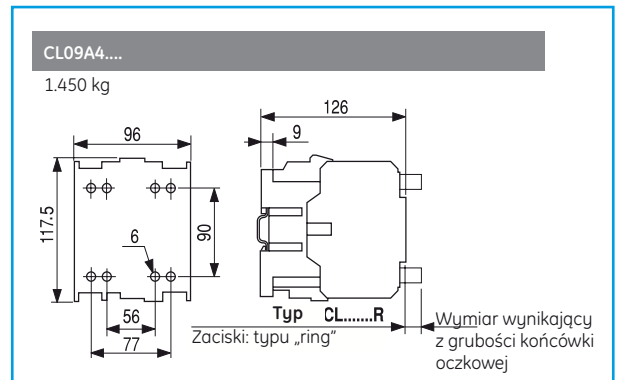 CL09A4....
1.450 kg
126
96
9
117.5
6
90
56
77
Typ CL.......R
Zaciski: typu „ring”
Wymiar wynikający
z grubości końcówki
oczkowej